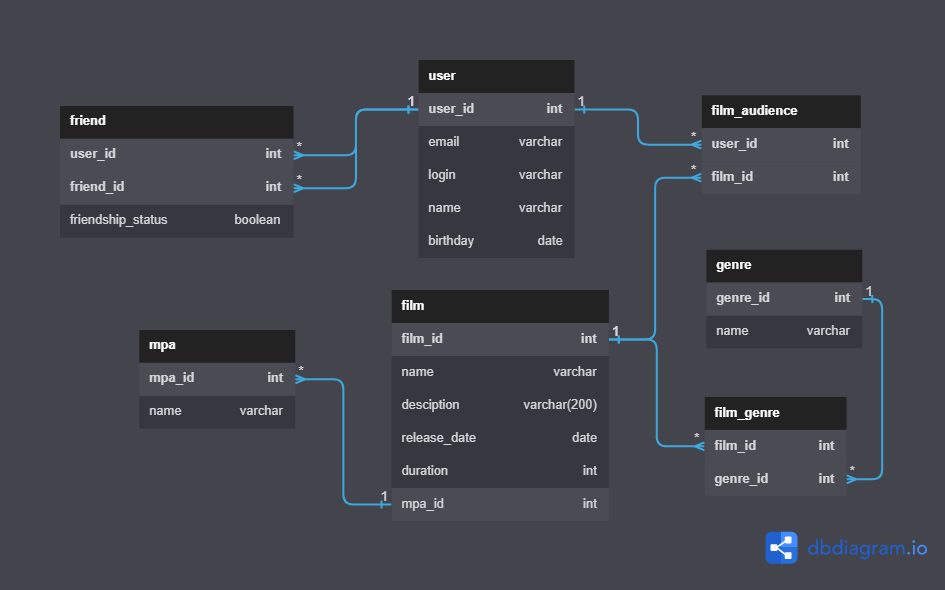 user
user_id int
email varchar
login varchar
name varchar
birthday date
friend
user_id int
friend_id int
friendship_status boolean
1
*
*
1
*
*
film_audience
user_id int
film_id int
genre
genre_id int
name varchar
1
film
film_id int
name varchar
desciption varchar(200)
release_date date
duration int
mpa_id int
1
1
mpa
mpa_id int
name varchar
*
film_genre
film_id int
genre_id int
*
*
dbdiagram.io